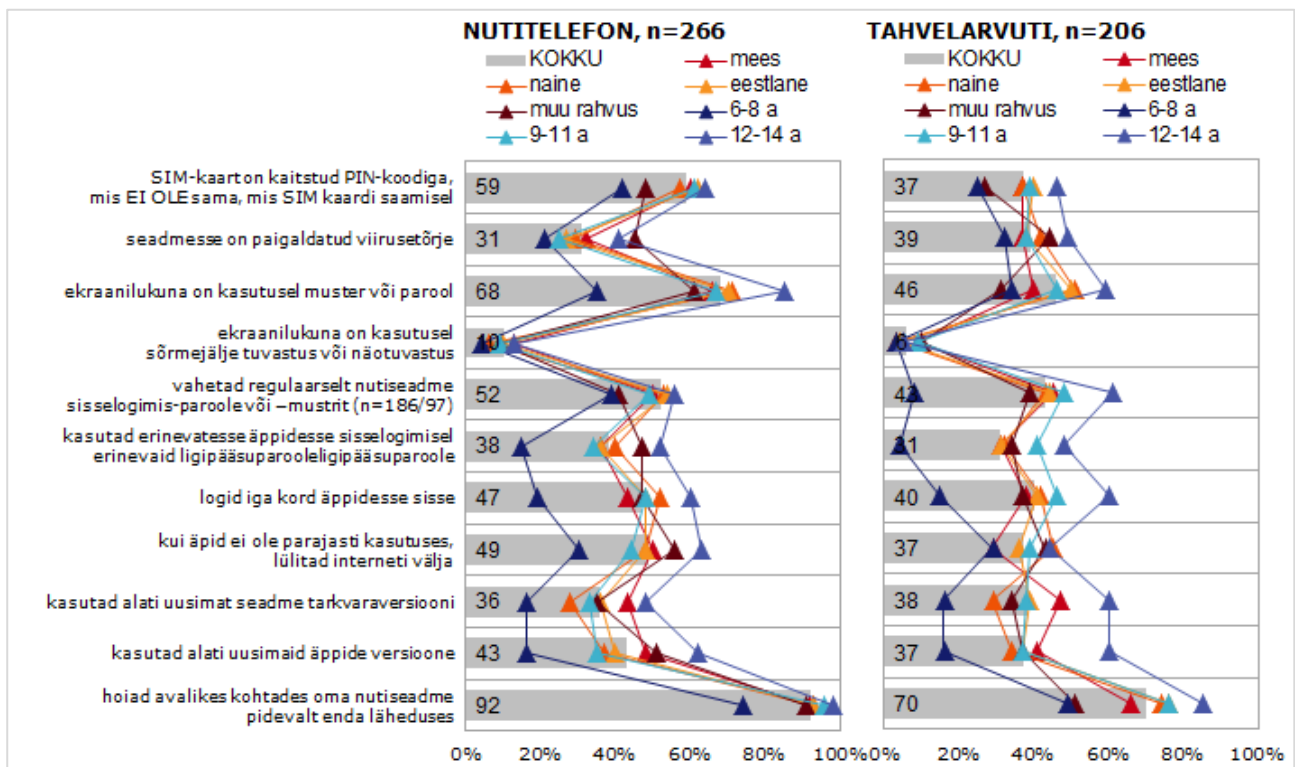 NUTITELEFON, n=266
KOKKU
mees
naine
eestlane
muu rahvus
6-8 a
9-11 a
12-14 a
TAHVELARVUTI, n=206
KOKKU
mees
naine
eestlane
muu rahvus
6-8 a
9-11 a
12-14 a
SIM-kaart on kaitstud PIN-koodiga,
mis EI OLE sama, mis SIM kaardi saamisel
59
37
seadmesse on paigaldatud viirusetõrje
31
39
ekraanilukuna on kasutusel muster või parool
68
46
ekraanilukuna on kasutusel
sõrmejälje tuvastus või näotuvastus
10
6
vahetad regulaarselt nutiseadme
sisselogimis-paroole või –mustrit (n=186/97)
52
43
kasutad erinevatesse äppidesse sisselogimisel
erinevaid ligipääsuparooleligipääsuparoole
38
31
logid iga kord äppidesse sisse
47
40
kui äpid ei ole parajasti kasutuses,
lülitad interneti välja
49
37
kasutad alati uusimat seadme tarkvaraversiooni
36
38
kasutad alati uusimaid äppide versioone
43
37
hoiad avalikes kohtades oma nutiseadme
pidevalt enda läheduses
92
70
0% 20% 40% 60% 80% 100%
0% 20% 40% 60% 80% 100%